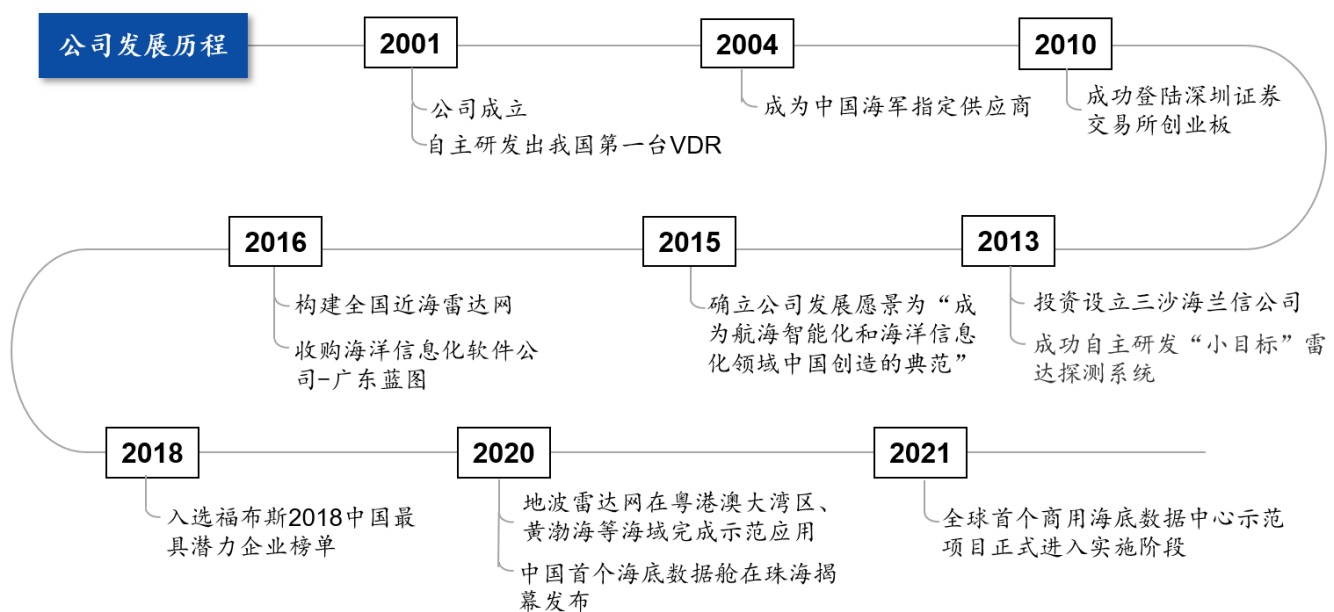 公司发展历程
2001
公司成立
自主研发出我国第一台VDR
2004
成为中国海军指定供应商
2010
成功登陆深圳证券
交易所创业板
2013
投资设立三沙海兰信公司
成功自主研发“小目标”雷
达探测系统
2015
确立公司发展愿景为“成
为航海智能化和海洋信息
化领域中国创造的典范”
2016
构建全国近海雷达网
收购海洋信息化软件公
司-广东蓝图
2018
入选福布斯2018中国最
具潜力企业榜单
2020
地波雷达网在粤港澳大湾区、
黄渤海等海域完成示范应用
中国首个海底数据舱在珠海揭
幕发布
2021
全球首个商用海底数据中心示范
项目正式进入实施阶段